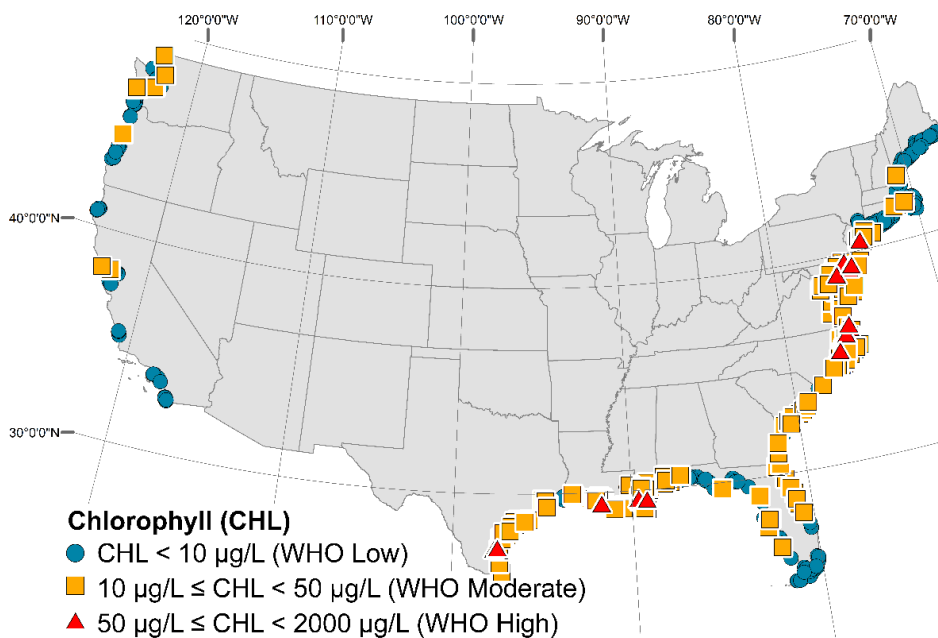 120°0'0"W 110°0'0"W 100°0'0"W 90°0'0"W 80°0'0"W 70°0'0"W
40°0'0"N
30°0'0"N
Chlorophyll (CHL)
CHL < 10 µg/L (WHO Low)
10 µg/L ≤ CHL < 50 µg/L (WHO Moderate)
50 µg/L ≤ CHL < 2000 µg/L (WHO High)